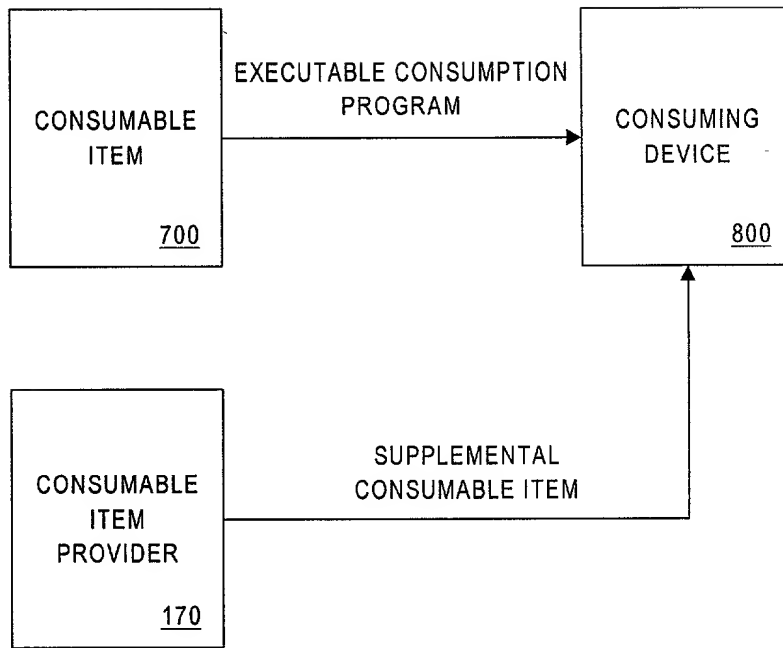 EXECUTABLE CONSUMPTION
PROGRAM
CONSUMABLE
ITEM
700
CONSUMING
DEVICE
800
SUPPLEMENTAL
CONSUMABLE ITEM
CONSUMABLE
ITEM
PROVIDER
170